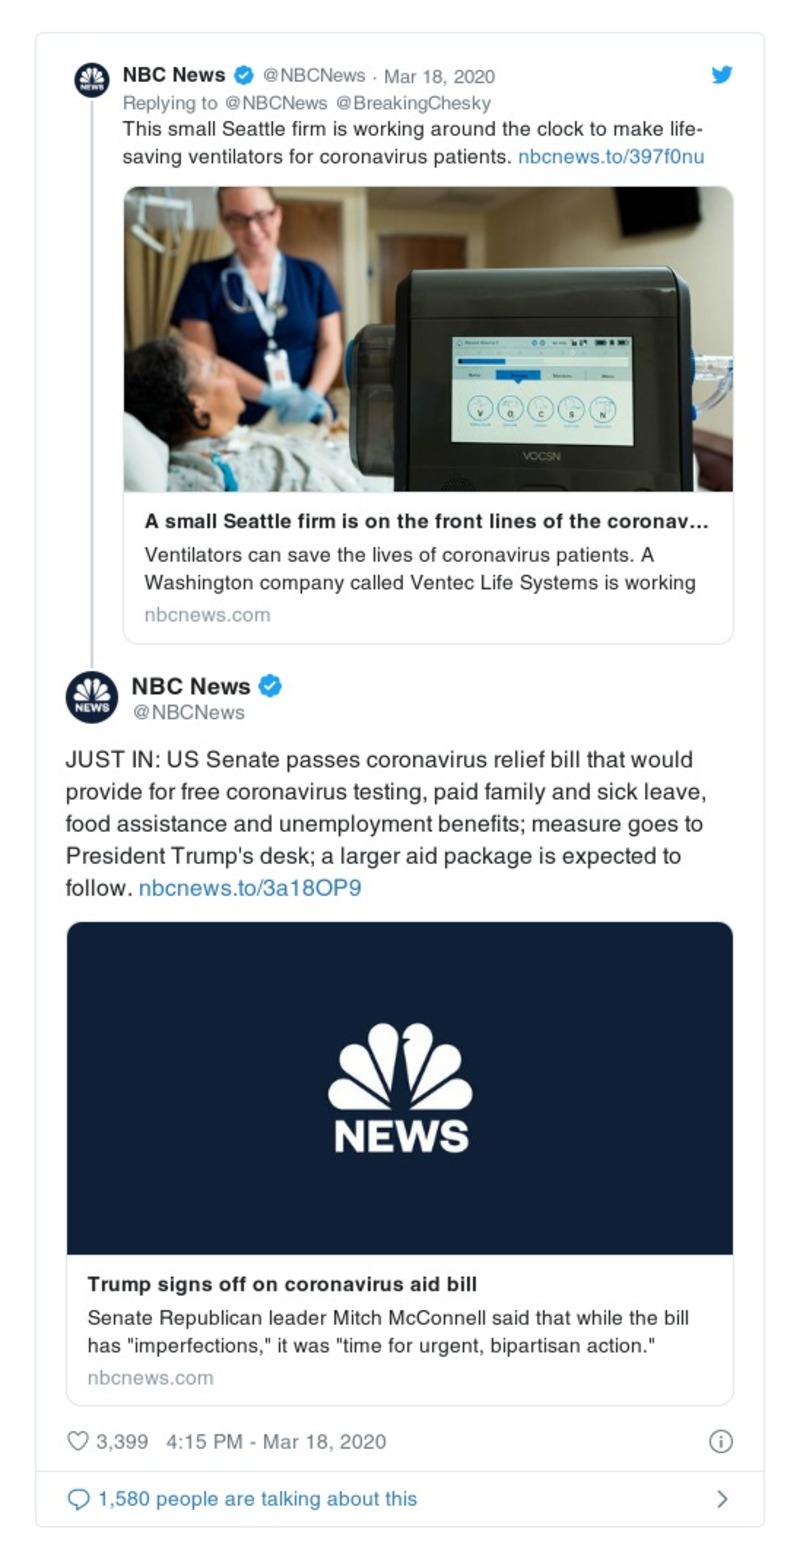 NBC News @NBCNews · Mar 18, 2020
NEWS
Replying to @NBCNews @BreakingChesky
This small Seattle firm is working around the clock to make life-
saving ventilators for coronavirus patients. nbcnews.to/397f0nu
V O C S N
VOCSN
A small Seattle firm is on the front lines of the coronav...
Ventilators can save the lives of coronavirus patients. A
Washington company called Ventec Life Systems is working
nbcnews.com
NBC News
NEWS
@NBCNews
JUST IN: US Senate passes coronavirus relief bill that would
provide for free coronavirus testing, paid family and sick leave,
food assistance and unemployment benefits; measure goes to
President Trump's desk; a larger aid package is expected to
follow. nbcnews.to/3a18OP9
NEWS
Trump signs off on coronavirus aid bill
Senate Republican leader Mitch McConnell said that while the bill
has "imperfections," it was "time for urgent, bipartisan action."
nbcnews.com
3,399 4:15 PM - Mar 18, 2020
1,580 people are talking about this